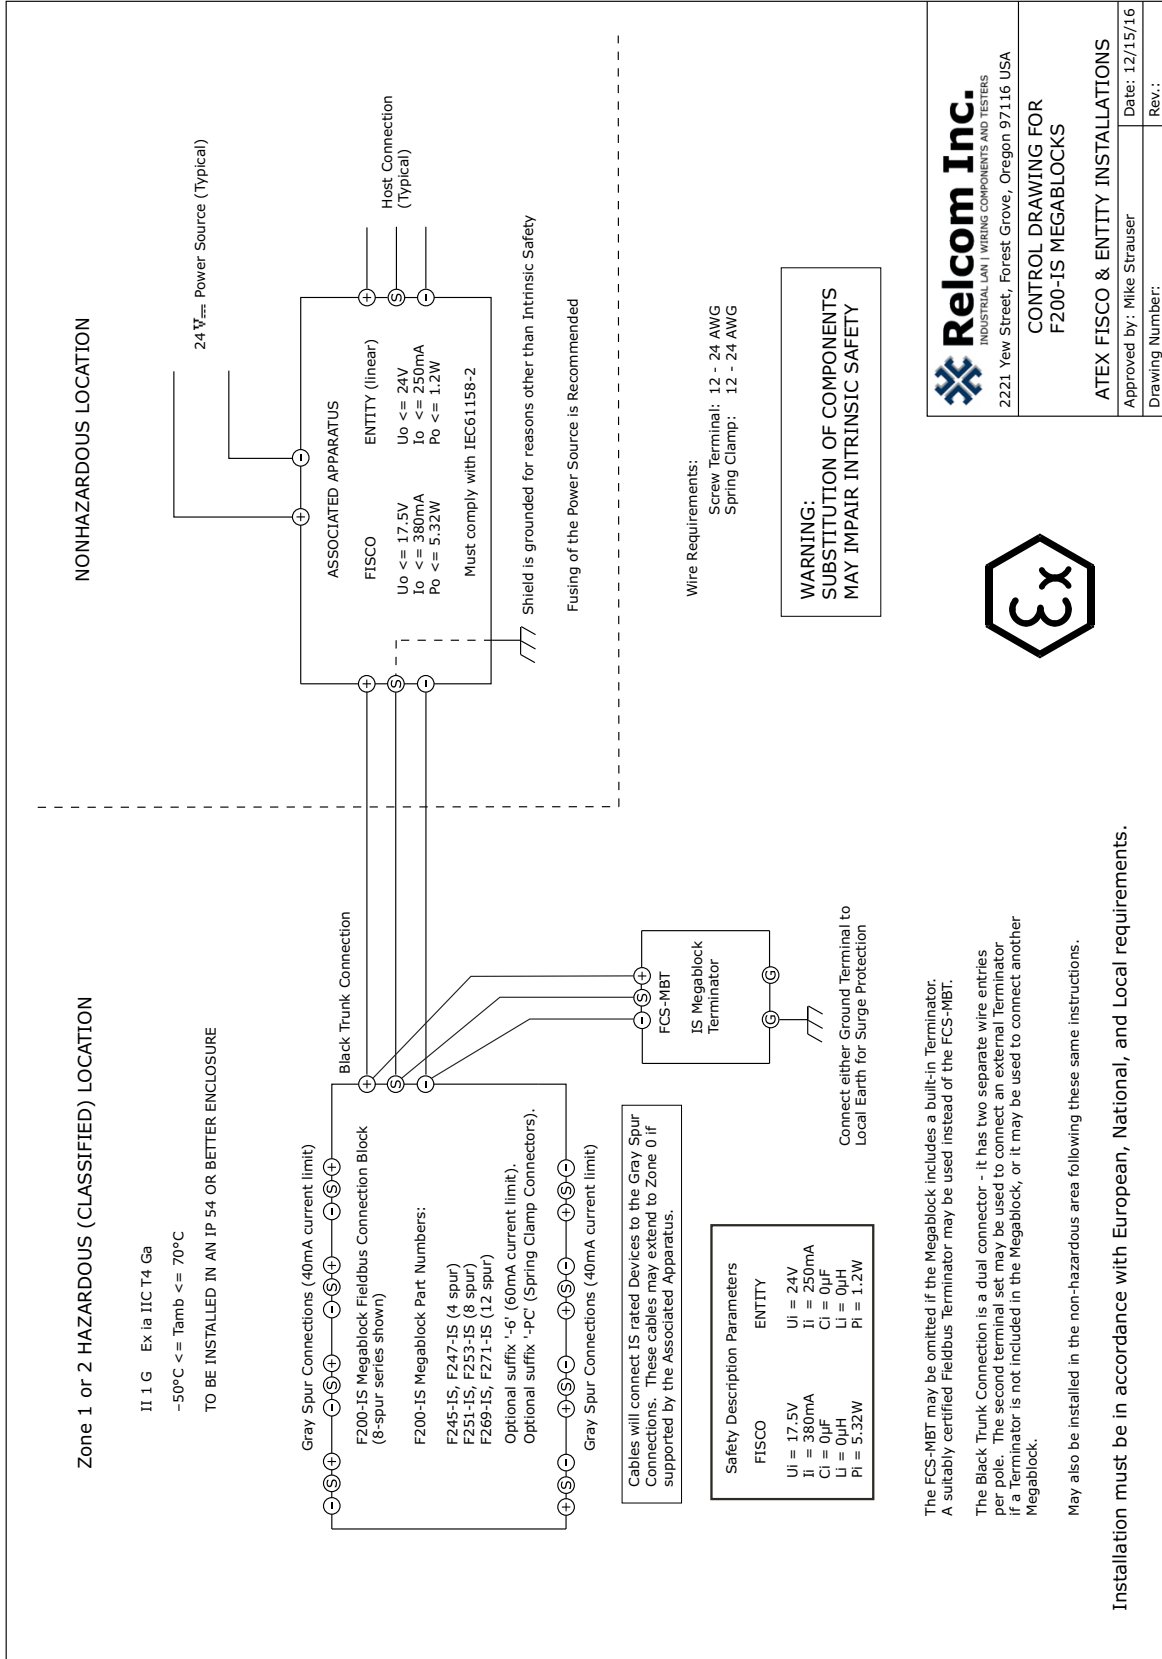 Zone 1 or 2 HAZARDOUS (CLASSIFIED) LOCATION
II 1 G Ex ia IIC T4 Ga
-50°C <= Tamb <= 70°C
TO BE INSTALLED IN AN IP 54 OR BETTER ENCLOSURE
NONHAZARDOUS LOCATION
24 V Power Source (Typical)
+ -
ASSOCIATED APPARATUS
FISCO
Uo <= 17.5V
Io <= 380mA
Po <= 5.32W
ENTITY (linear)
Uo <= 24V
Io <= 250mA
Po <= 1.2W
Must comply with IEC61158-2
+
S
-
+
S
-
Host Connection
(Typical)
Shield is grounded for reasons other than Intrinsic Safety
Fusing of the Power Source is Recommended
Gray Spur Connections (40mA current limit)
- S + - S + - S + - S +
F200-IS Megablock Fieldbus Connection Block
(8-spur series shown)
F200-IS Megablock Part Numbers:
F245-IS, F247-IS (4 spur)
F251-IS, F253-IS (8 spur)
F269-IS, F271-IS (12 spur)
Optional suffix '-6' (60mA current limit).
Optional suffix '-PC' (Spring Clamp Connectors).
+ S - + S - + S - + S -
Gray Spur Connections (40mA current limit)
Black Trunk Connection
+
S
-
- S +
FCS-MBT
IS Megablock
Terminator
G G
Connect either Ground Terminal to
Local Earth for Surge Protection
Cables will connect IS rated Devices to the Gray Spur
Connections. These cables may extend to Zone 0 if
supported by the Associated Apparatus.
Safety Description Parameters
FISCO
Ui = 17.5V
Ii = 380mA
Ci = 0µF
Li = 0µH
Pi = 5.32W
ENTITY
Ui = 24V
Ii = 250mA
Ci = 0µF
Li = 0µH
Pi = 1.2W
Wire Requirements:
Screw Terminal: 12 - 24 AWG
Spring Clamp: 12 - 24 AWG
WARNING:
SUBSTITUTION OF COMPONENTS
MAY IMPAIR INTRINSIC SAFETY
The FCS-MBT may be omitted if the Megablock includes a built-in Terminator.
A suitably certified Fieldbus Terminator may be used instead of the FCS-MBT.
The Black Trunk Connection is a dual connector - it has two separate wire entries
per pole. The second terminal set may be used to connect an external Terminator
if a Terminator is not included in the Megablock, or it may be used to connect another
Megablock.
May also be installed in the non-hazardous area following these same instructions.
Installation must be in accordance with European, National, and Local requirements.
Ex
Relcom Inc.
INDUSTRIAL LAN | WIRING COMPONENTS AND TESTERS
2221 Yew Street, Forest Grove, Oregon 97116 USA
CONTROL DRAWING FOR
F200-IS MEGABLOCKS
ATEX FISCO & ENTITY INSTALLATIONS
Approved by: Mike Strauser
Date: 12/15/16
Drawing Number:
Rev.: